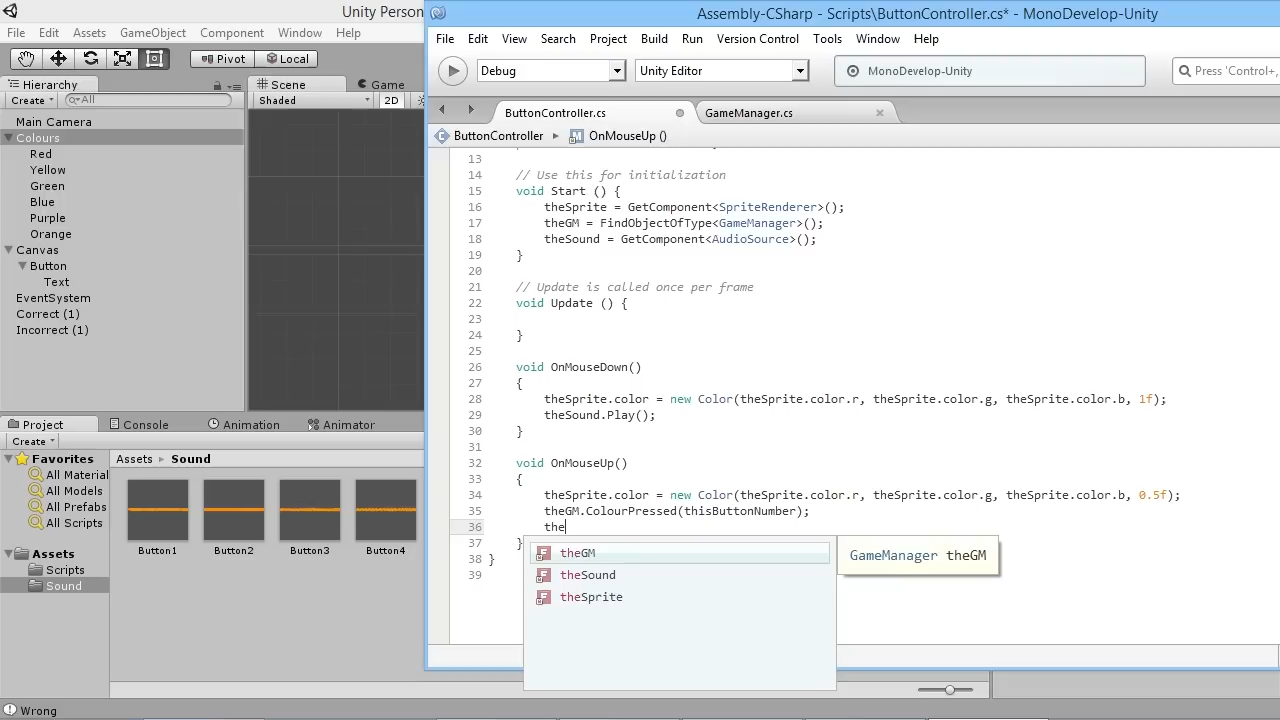 Unity Person
File Edit Assets GameObject Component Window Help
Pivot Local
Hierarchy
Create All
Main Camera
Colours
Red
Yellow
Green
Blue
Purple
Orange
Canvas
Button
Text
EventSystem
Correct (1)
Incorrect (1)
Scene Game
Shaded 2D
Project Console Animation Animator
Create
Favorites
All Material
All Models
All Prefabs
All Scripts
Assets
Scripts
Sound
Assets ▸ Sound
Button1 Button2 Button3 Button4
Wrong
Assembly-CSharp - Scripts\ButtonController.cs* - MonoDevelop-Unity
File Edit View Search Project Build Run Version Control Tools Window Help
Debug Unity Editor MonoDevelop-Unity Press 'Control+,
ButtonController.cs GameManager.cs
ButtonController ▸ OnMouseUp ()
13
14 // Use this for initialization
15 void Start () {
16 theSprite = GetComponent<SpriteRenderer>();
17 theGM = FindObjectOfType<GameManager>();
18 theSound = GetComponent<AudioSource>();
19 }
20
21 // Update is called once per frame
22 void Update () {
23
24 }
25
26 void OnMouseDown()
27 {
28 theSprite.color = new Color(theSprite.color.r, theSprite.color.g, theSprite.color.b, 1f);
29 theSound.Play();
30 }
31
32 void OnMouseUp()
33 {
34 theSprite.color = new Color(theSprite.color.r, theSprite.color.g, theSprite.color.b, 0.5f);
35 theGM.ColourPressed(thisButtonNumber);
36 the
37 }
38 }
39
theGM
theSound
theSprite
GameManager theGM